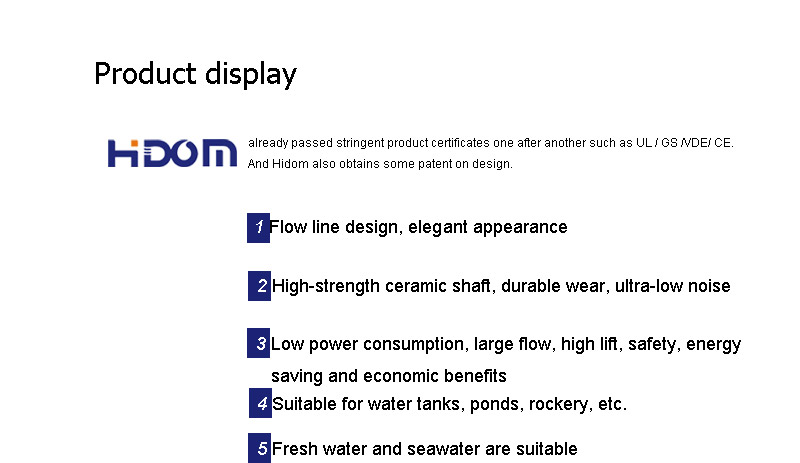 Product display
HiDOM already passed stringent product certificates one after another such as UL / GS /VDE/ CE.
And Hidom also obtains some patent on design.
1 Flow line design, elegant appearance
2 High-strength ceramic shaft, durable wear, ultra-low noise
3 Low power consumption, large flow, high lift, safety, energy
saving and economic benefits
4 Suitable for water tanks, ponds, rockery, etc.
5 Fresh water and seawater are suitable